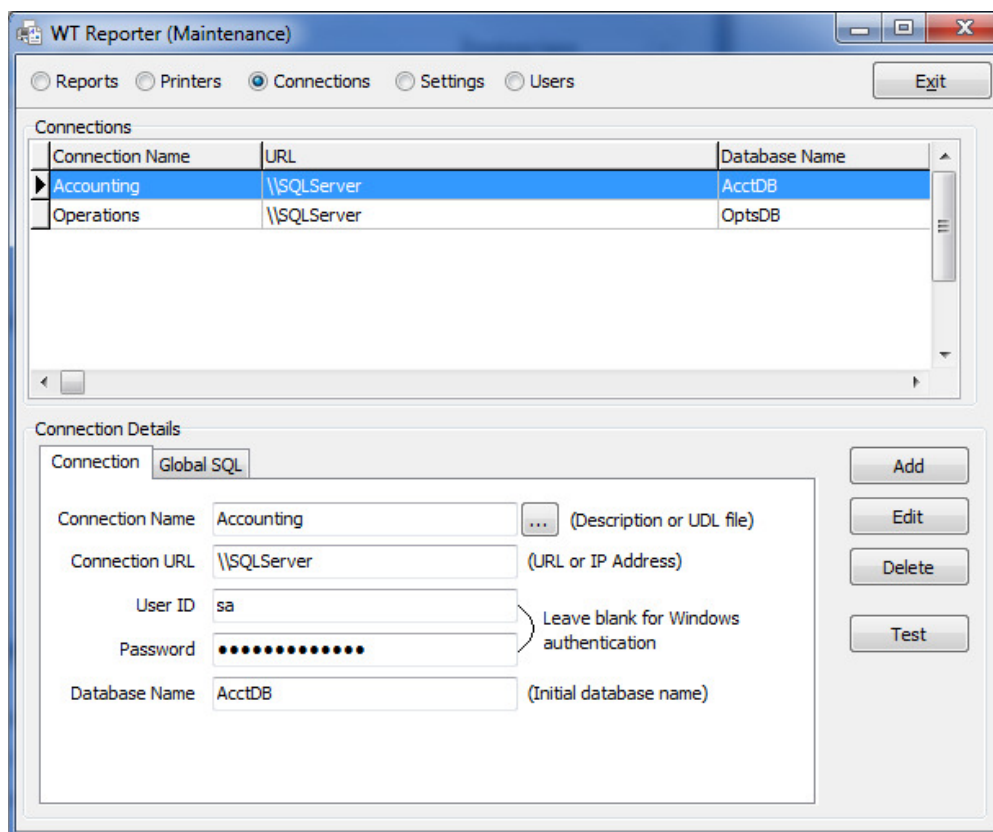 WT Reporter (Maintenance)
Reports Printers Connections Settings Users Exit
Connections
Connection Name URL Database Name
Accounting \\SQLServer AcctDB
Operations \\SQLServer OptsDB
Connection Details
Connection Global SQL
Add
Connection Name Accounting ... (Description or UDL file)
Edit
Connection URL \\SQLServer (URL or IP Address)
Delete
User ID sa
Leave blank for Windows
authentication
Password •••••••••••••
Test
Database Name AcctDB (Initial database name)